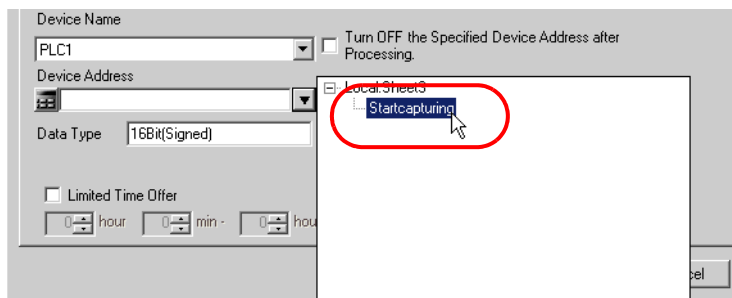 Device Name
PLC1
Turn OFF the Specified Device Address after
Processing.
Device Address
Local:Sheet3
Startcapturing
Data Type 16Bit(Signed)
Limited Time Offer
0 hour 0 min - 0 hou
cel